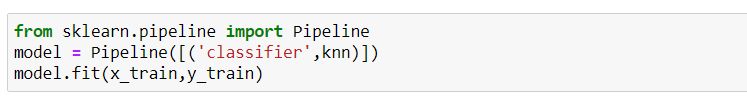 from sklearn.pipeline import Pipeline
model = Pipeline([('classifier',knn)])
model.fit(x_train,y_train)